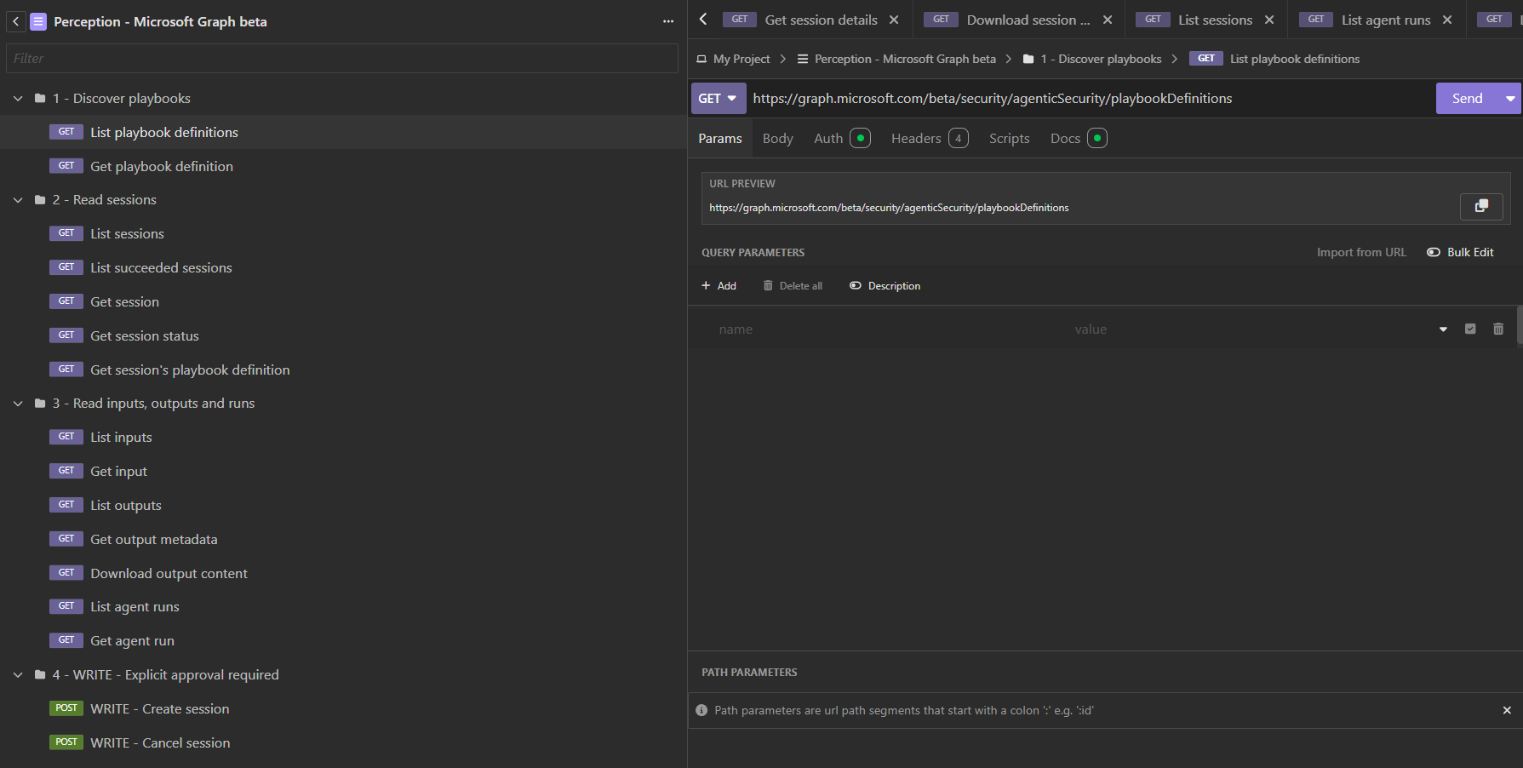 Perception - Microsoft Graph beta
Filter
1 - Discover playbooks
GET List playbook definitions
GET Get playbook definition
2 - Read sessions
GET List sessions
GET List succeeded sessions
GET Get session
GET Get session status
GET Get session's playbook definition
3 - Read inputs, outputs and runs
GET List inputs
GET Get input
GET List outputs
GET Get output metadata
GET Download output content
GET List agent runs
GET Get agent run
4 - WRITE - Explicit approval required
POST WRITE - Create session
POST WRITE - Cancel session
GET Get session details GET Download session ... GET List sessions GET List agent runs GET
My Project Perception - Microsoft Graph beta 1 - Discover playbooks GET List playbook definitions
GET https://graph.microsoft.com/beta/security/agenticSecurity/playbookDefinitions Send
Params Body Auth Headers 4 Scripts Docs
URL PREVIEW
https://graph.microsoft.com/beta/security/agenticSecurity/playbookDefinitions
QUERY PARAMETERS Import from URL Bulk Edit
+ Add Delete all Description
name value
PATH PARAMETERS
Path parameters are url path segments that start with a colon ':' e.g. ':id'